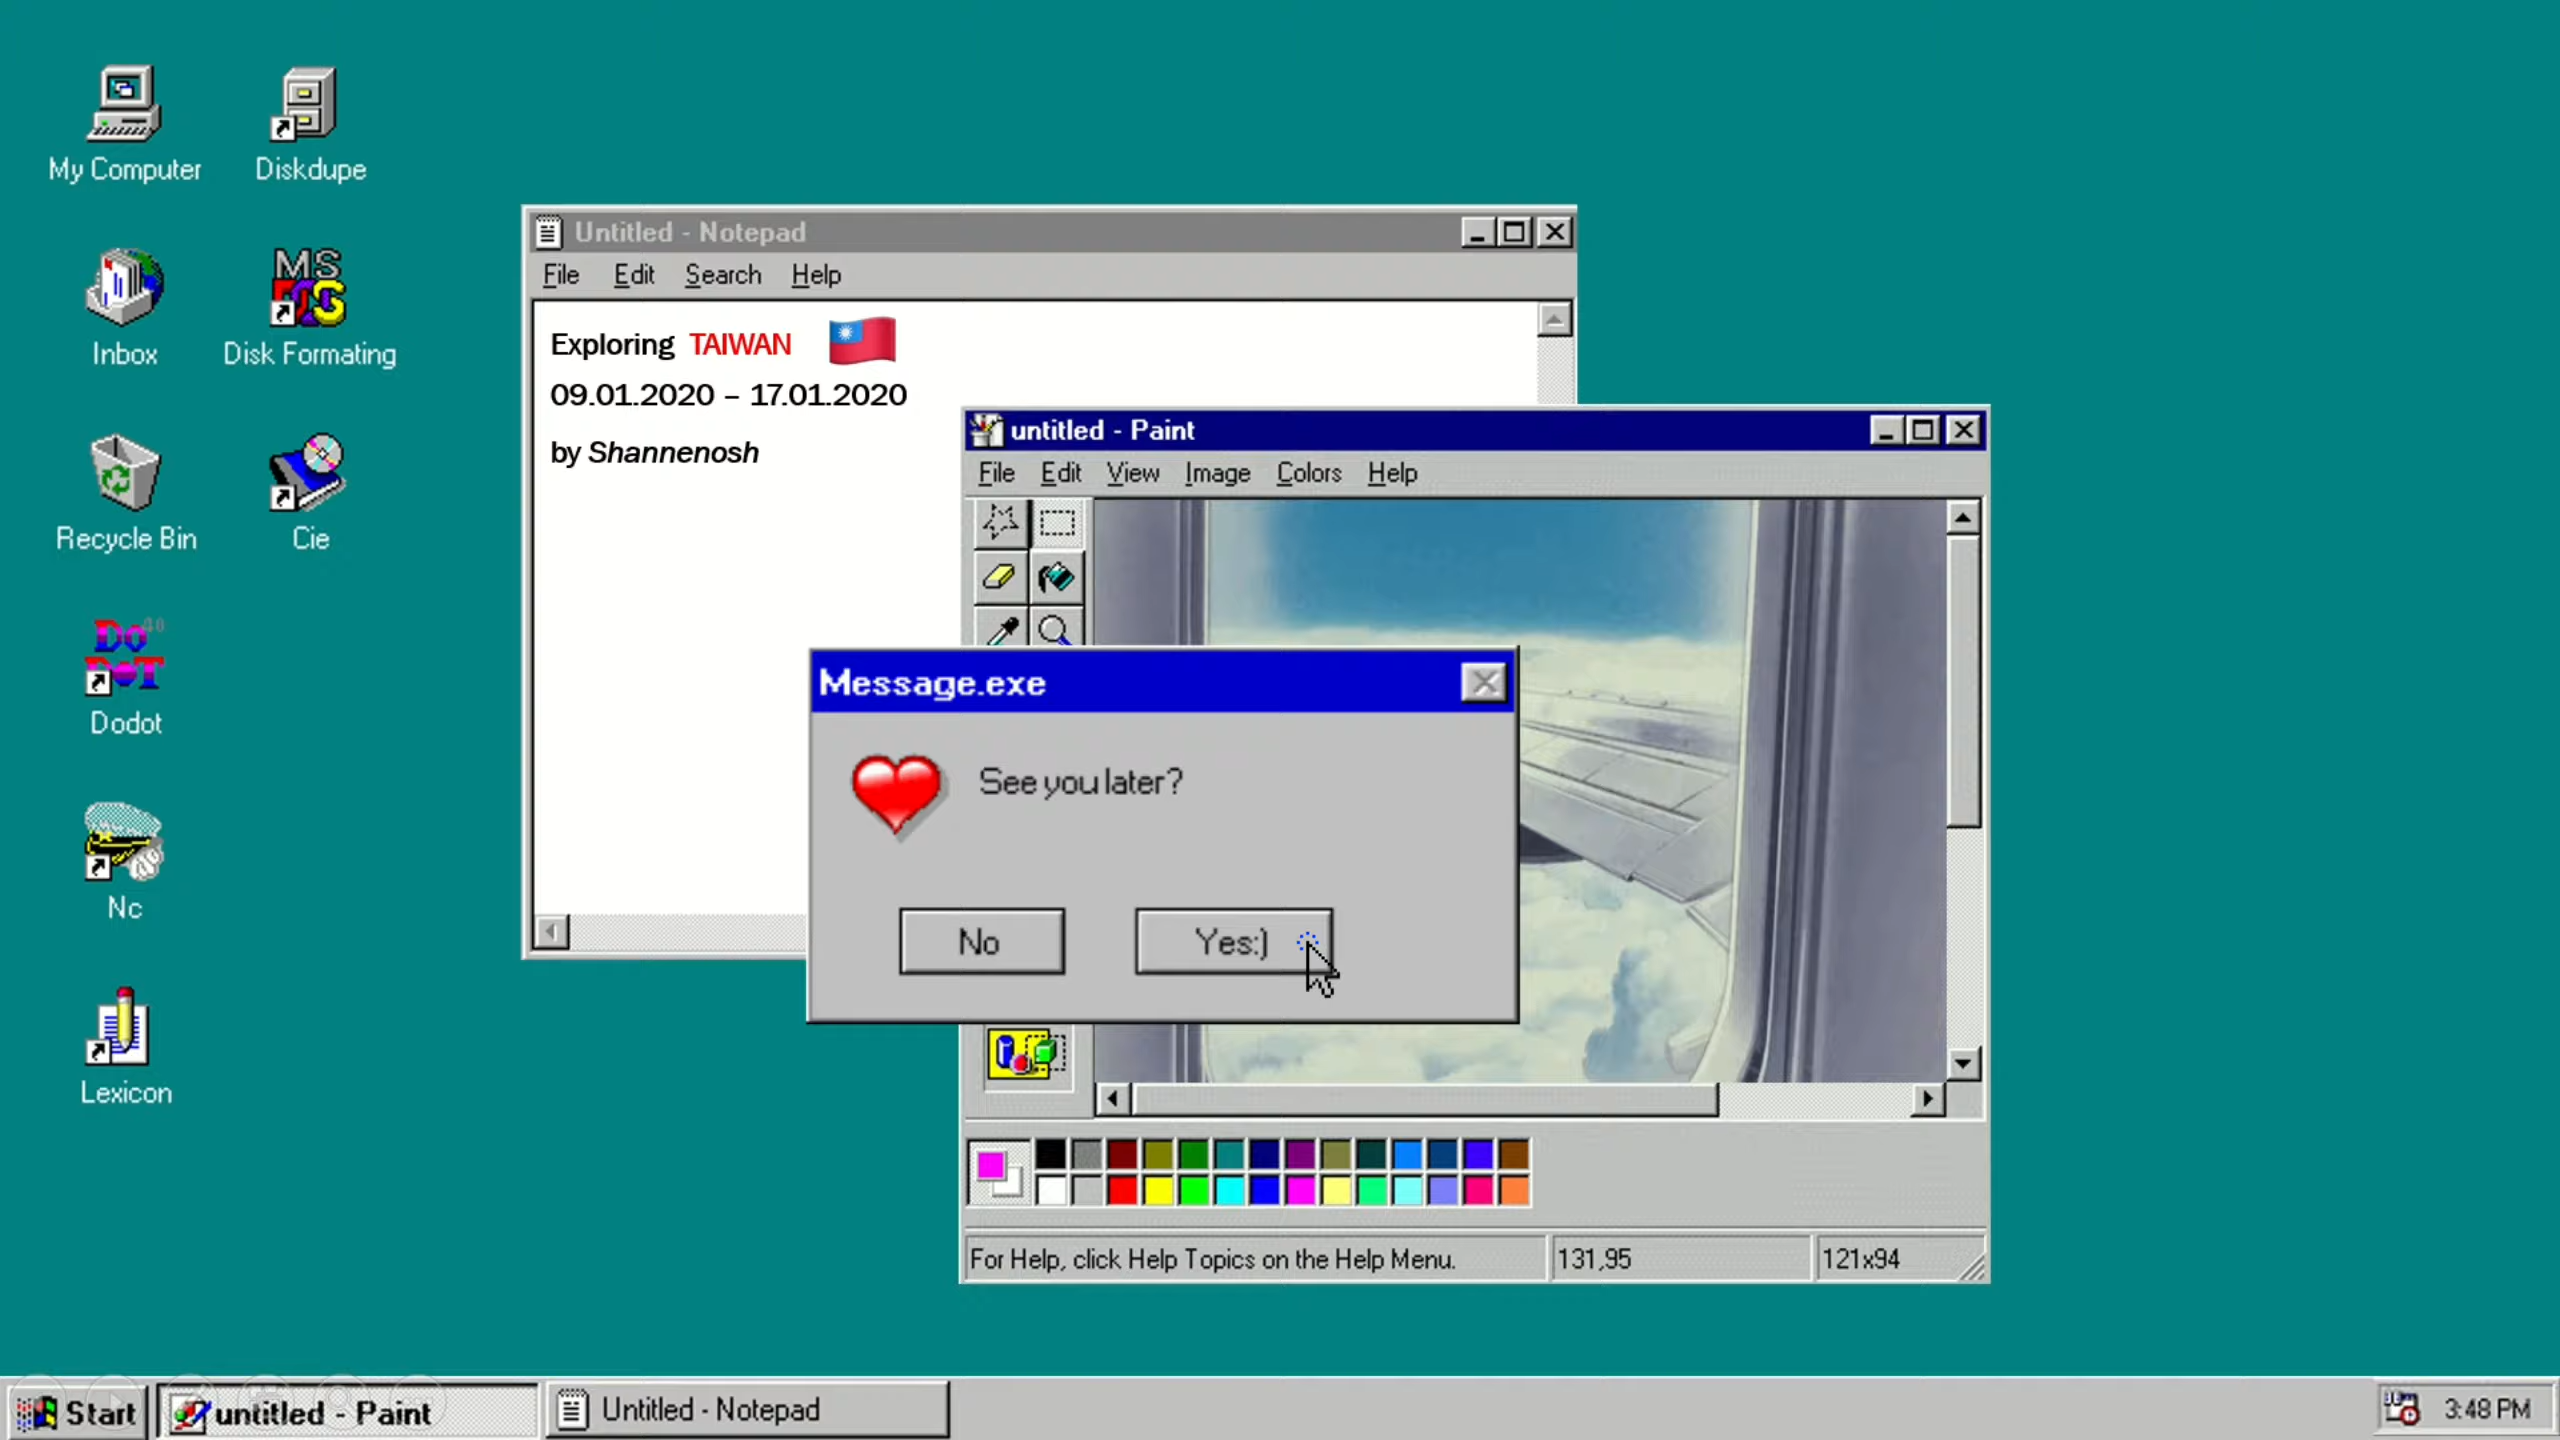 My Computer
Diskdupe
Inbox
MS
DOS
Disk Formating
Recycle Bin
Cie
Do
DoT
Dodot
Nc
Lexicon
Untitled - Notepad
File Edit Search Help
Exploring TAIWAN
09.01.2020 – 17.01.2020
by Shannenosh
untitled - Paint
File Edit View Image Colors Help
Message.exe
See you later?
No Yes:)
For Help, click Help Topics on the Help Menu. 131,95 121x94
Start untitled - Paint Untitled - Notepad 3:48 PM